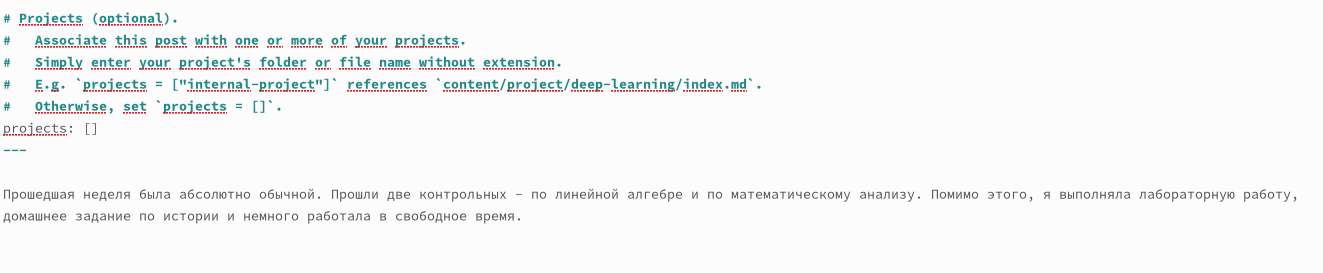 # Projects (optional).
#   Associate this post with one or more of your projects.
#   Simply enter your project's folder or file name without extension.
#   E.g. `projects = ["internal-project"]` references `content/project/deep-learning/index.md`.
#   Otherwise, set `projects = []`.
projects: []
---
Прошедшая неделя была абсолютно обычной. Прошли две контрольных - по линейной алгебре и по математическому анализу. Помимо этого, я выполняла лабораторную работу,
домашнее задание по истории и немного работала в свободное время.